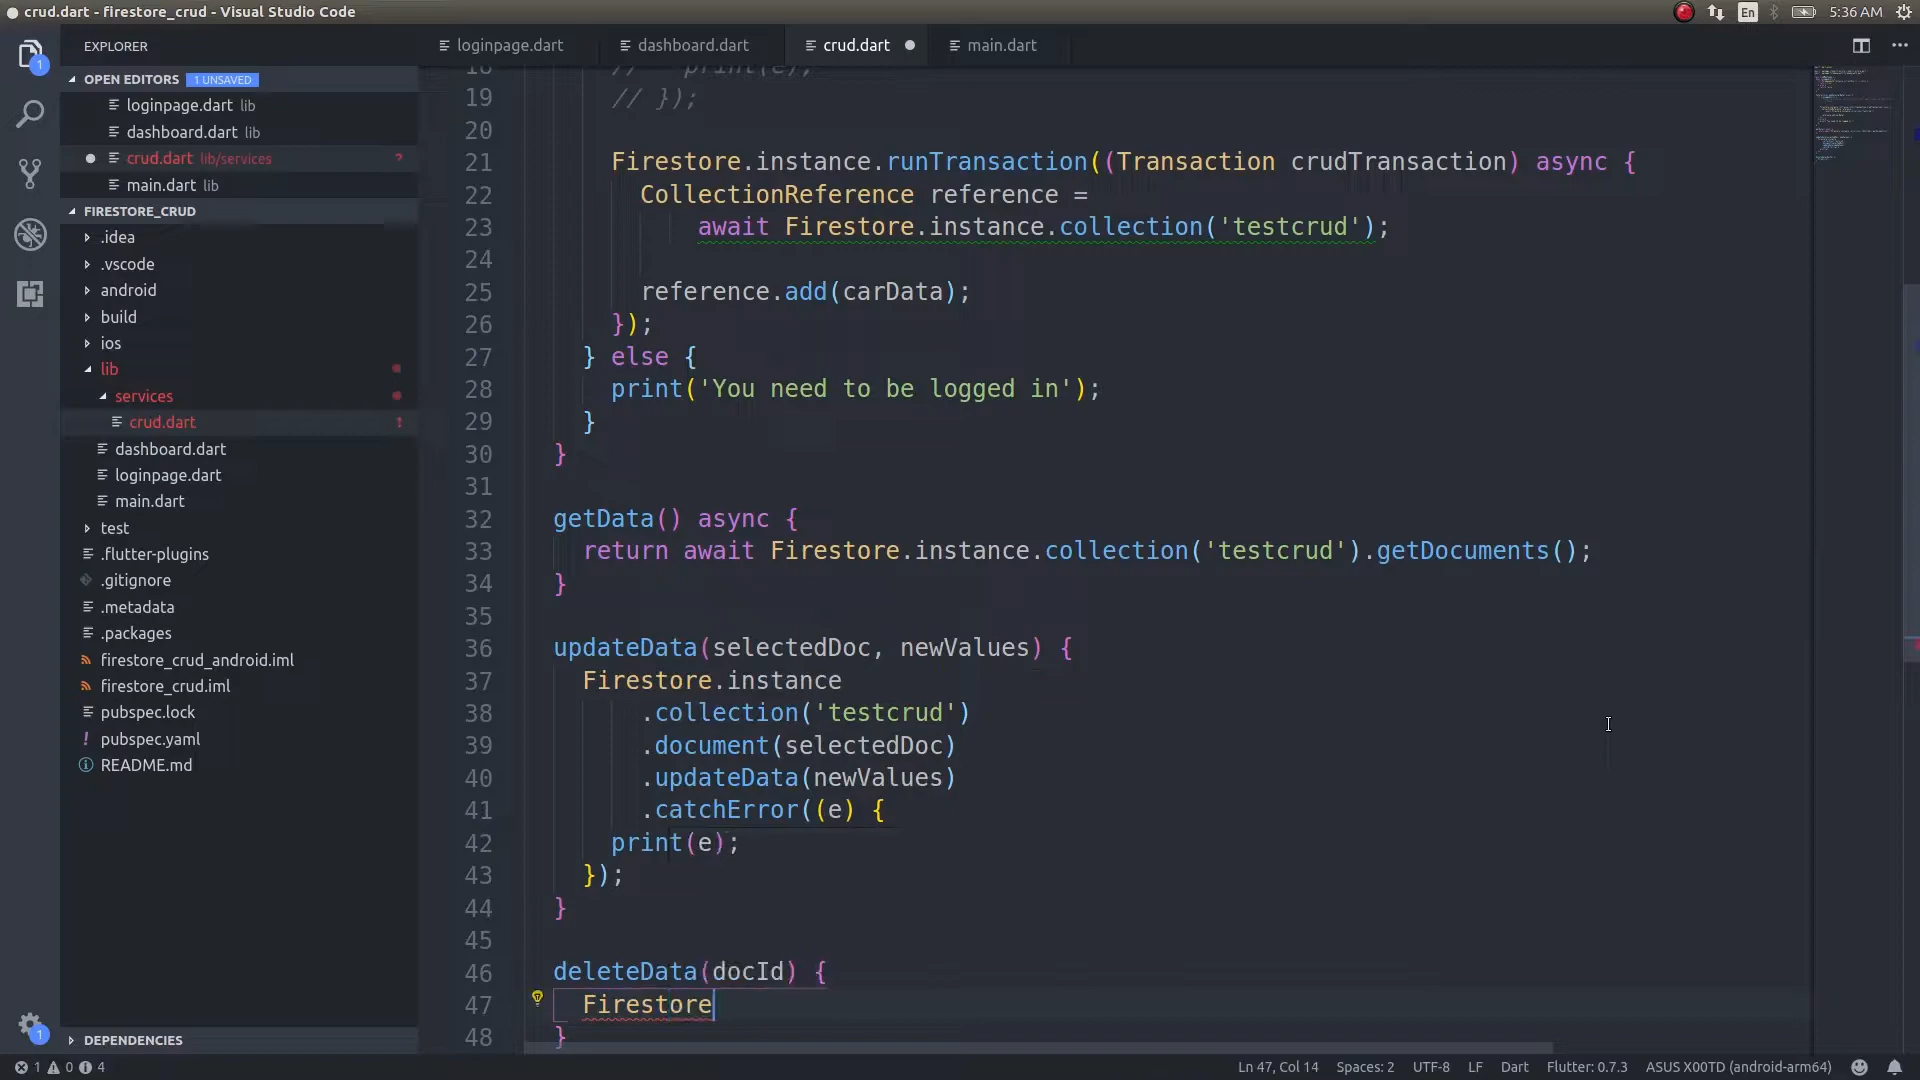 crud.dart - firestore_crud - Visual Studio Code
En
5:36 AM
EXPLORER
OPEN EDITORS 1 UNSAVED
loginpage.dart lib
dashboard.dart lib
crud.dart lib/services ?
main.dart lib
FIRESTORE_CRUD
.idea
.vscode
android
build
ios
lib
services
crud.dart
dashboard.dart
loginpage.dart
main.dart
test
.flutter-plugins
.gitignore
.metadata
.packages
firestore_crud_android.iml
firestore_crud.iml
pubspec.lock
! pubspec.yaml
README.md
DEPENDENCIES
1
1
loginpage.dart
dashboard.dart
crud.dart
main.dart
18 // print(e);
19 // });
20
21 Firestore.instance.runTransaction((Transaction crudTransaction) async {
22 CollectionReference reference =
23 await Firestore.instance.collection('testcrud');
24
25 reference.add(carData);
26 });
27 } else {
28 print('You need to be logged in');
29 }
30 }
31
32 getData() async {
33 return await Firestore.instance.collection('testcrud').getDocuments();
34 }
35
36 updateData(selectedDoc, newValues) {
37 Firestore.instance
38 .collection('testcrud')
39 .document(selectedDoc)
40 .updateData(newValues)
41 .catchError((e) {
42 print(e);
43 });
44 }
45
46 deleteData(docId) {
47 Firestore
48 }
1 0 4
Ln 47, Col 14 Spaces: 2 UTF-8 LF Dart Flutter: 0.7.3 ASUS X00TD (android-arm64)